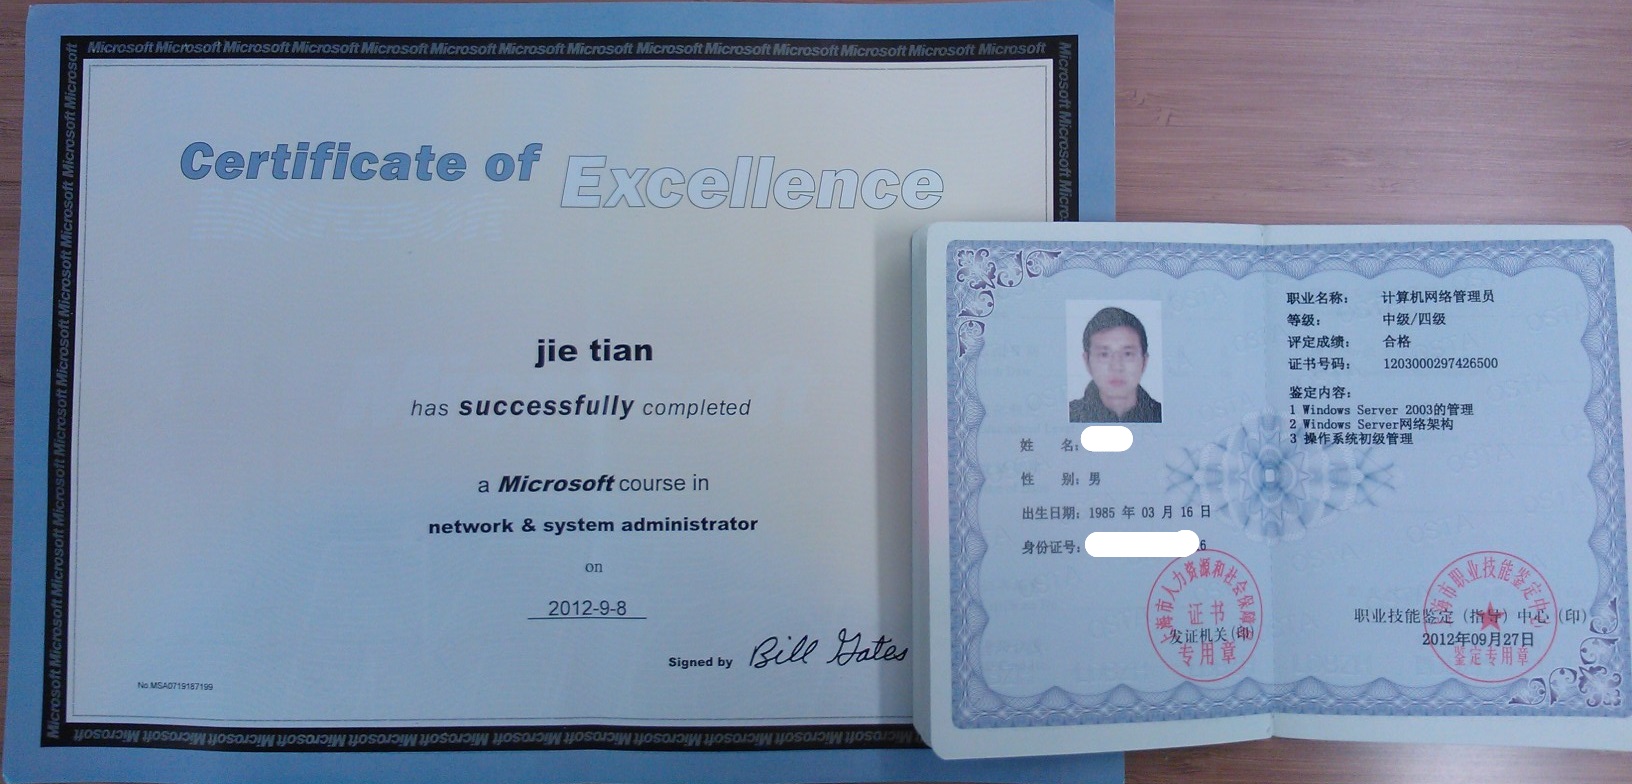 Microsoft Microsoft Microsoft Microsoft Microsoft Microsoft Microsoft Microsoft Microsoft Microsoft Microsoft Microsoft Microsoft Microsoft
Certificate of Excellence
jie tian
has successfully completed
a Microsoft course in
network & system administrator
on
2012-9-8
Signed by Bill Gates
No.MSA0719187199
姓 名:
性 别: 男
出生日期: 1985 年 03 月 16 日
身份证号: 6
上海市人力资源和社会保障局
证书
专用章
发证机关(印)
职业名称: 计算机网络管理员
等级: 中级/四级
评定成绩: 合格
证书号码: 1203000297426500
鉴定内容:
1 Windows Server 2003的管理
2 Windows Server网络架构
3 操作系统初级管理
职业技能鉴定 (指导) 中心 (印)
2012年09月27日
上海市职业技能鉴定中心
鉴定专用章